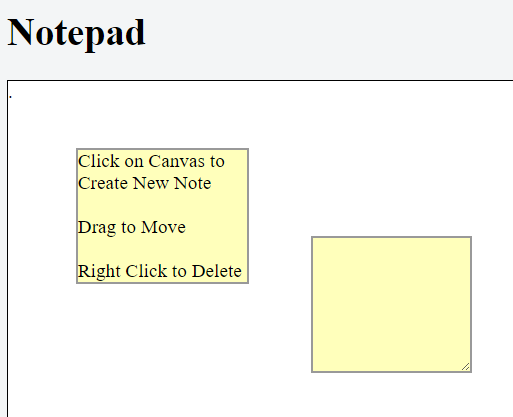 Notepad
.
Click on Canvas to
Create New Note
Drag to Move
Right Click to Delete